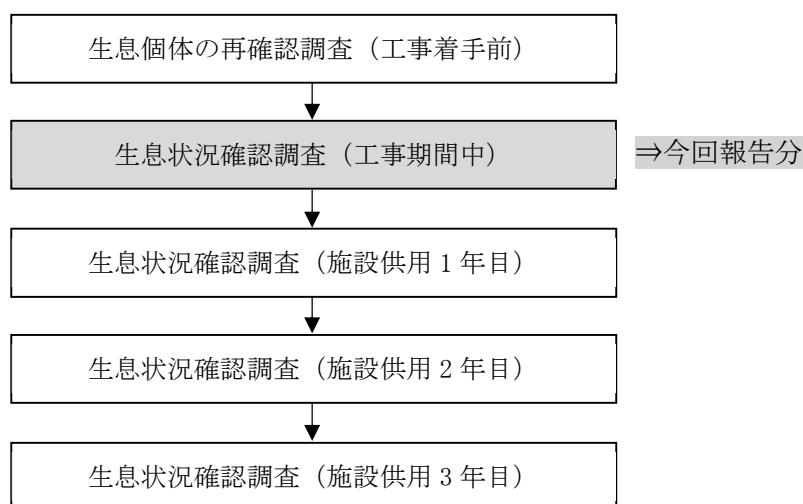 生息個体の再確認調査（工事着手前）
生息状況確認調査（工事期間中）
⇒今回報告分
生息状況確認調査（施設供用 1 年目）
生息状況確認調査（施設供用 2 年目）
生息状況確認調査（施設供用 3 年目）